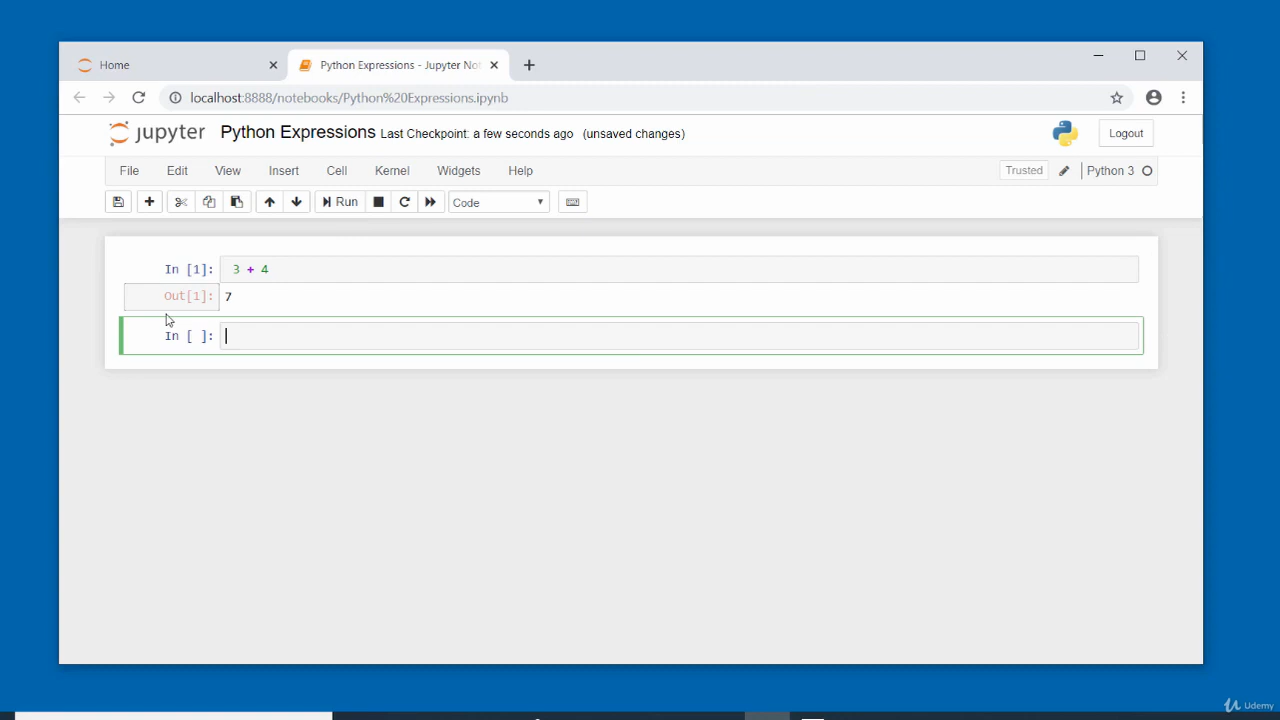 Home
Python Expressions - Jupyter Not
localhost:8888/notebooks/Python%20Expressions.ipynb
jupyter Python Expressions Last Checkpoint: a few seconds ago (unsaved changes)
Logout
File Edit View Insert Cell Kernel Widgets Help
Trusted Python 3
Run Code
In [1]: 3 + 4
Out[1]: 7
In [ ]:
Udemy